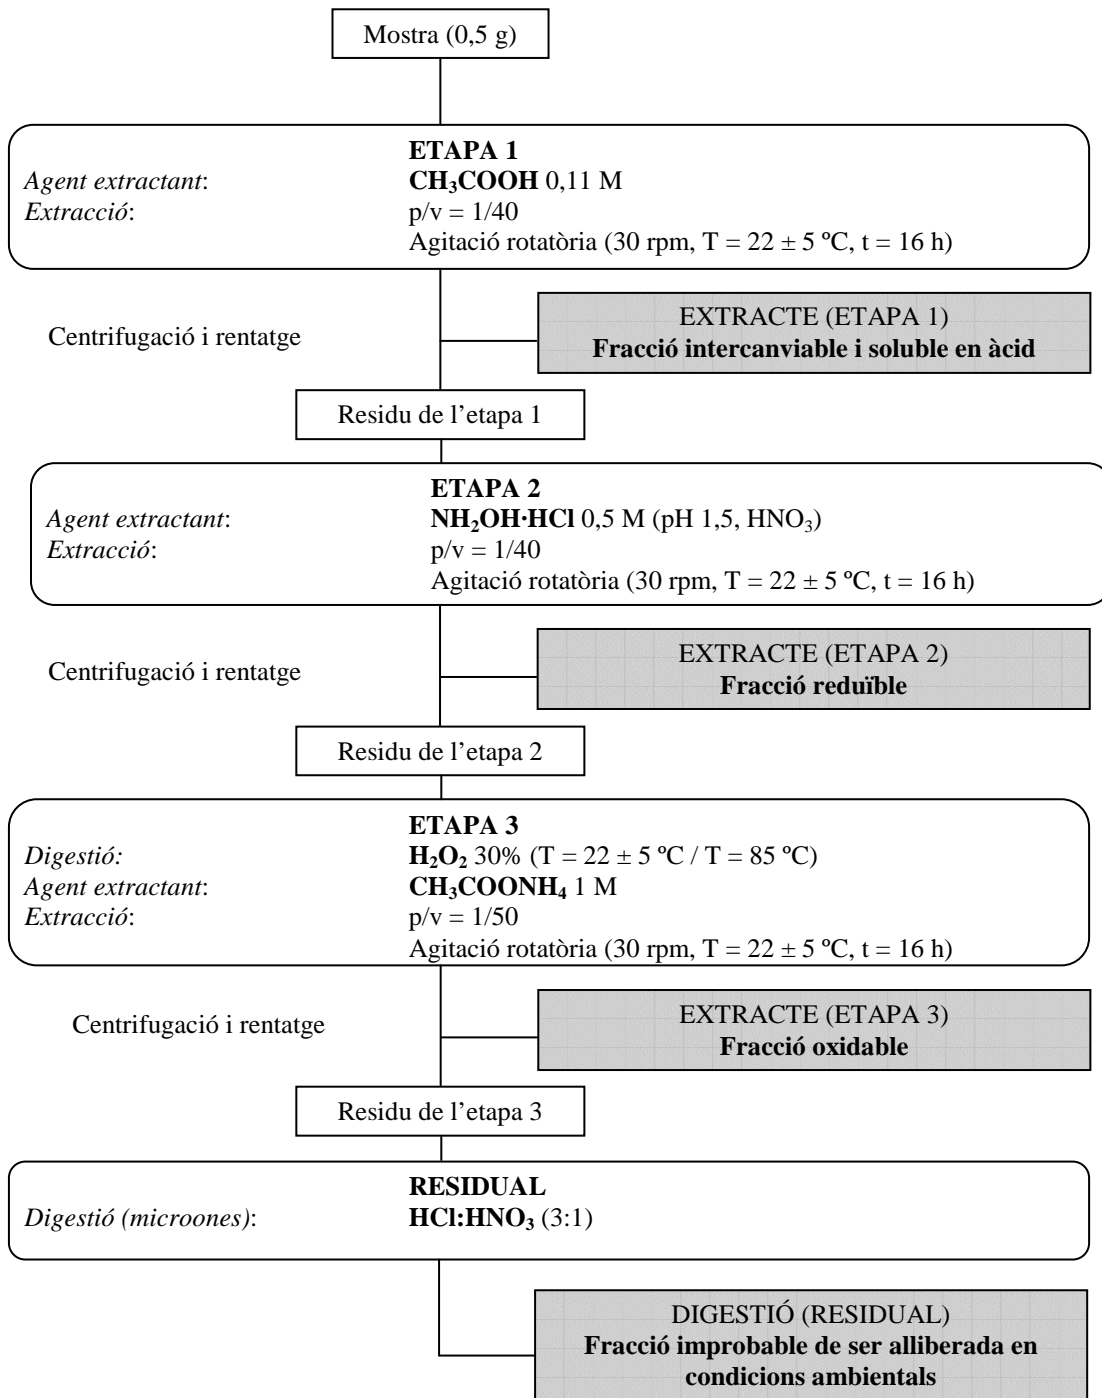 Mostra (0,5 g)
ETAPA 1
Agent extractant: CH₃COOH 0,11 M
Extracció: p/v = 1/40
Agitació rotatòria (30 rpm, T = 22 ± 5 ºC, t = 16 h)
Centrifugació i rentatge
EXTRACTE (ETAPA 1)
Fracció intercanviable i soluble en àcid
Residu de l’etapa 1
ETAPA 2
Agent extractant: NH₂OH·HCl 0,5 M (pH 1,5, HNO₃)
Extracció: p/v = 1/40
Agitació rotatòria (30 rpm, T = 22 ± 5 ºC, t = 16 h)
Centrifugació i rentatge
EXTRACTE (ETAPA 2)
Fracció reduïble
Residu de l’etapa 2
ETAPA 3
Digestió: H₂O₂ 30% (T = 22 ± 5 ºC / T = 85 ºC)
Agent extractant: CH₃COONH₄ 1 M
Extracció: p/v = 1/50
Agitació rotatòria (30 rpm, T = 22 ± 5 ºC, t = 16 h)
Centrifugació i rentatge
EXTRACTE (ETAPA 3)
Fracció oxidable
Residu de l’etapa 3
RESIDUAL
Digestió (microones): HCl:HNO₃ (3:1)
DIGESTIÓ (RESIDUAL)
Fracció improbable de ser alliberada en
condicions ambientals